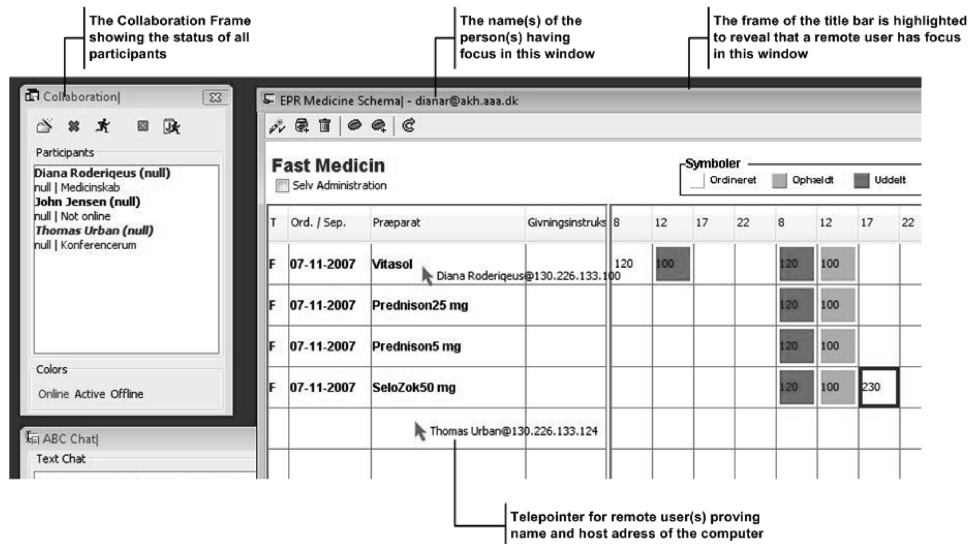 The Collaboration Frame
showing the status of all
participants
The name(s) of the
person(s) having
focus in this window
The frame of the title bar is highlighted
to reveal that a remote user has focus
in this window
Collaboration|
EPR Medicine Schema| - dianar@akh.aaa.dk
Participants
Diana Roderiqeus (null)
null | Medicinskab
John Jensen (null)
null | Not online
Thomas Urban (null)
null | Konferencerum
Colors
Online Active Offline
ABC Chat|
Text Chat
Fast Medicin
Selv Administration
Symboler
Ordineret Ophældt Uddelt
T Ord. / Sep. Præparat Givningsinstruks 8 12 17 22 8 12 17 22
F 07-11-2007 Vitasol 120 100 120 100
Diana Roderiqeus@130.226.133.100
F 07-11-2007 Prednison25 mg 120 100
F 07-11-2007 Prednison5 mg 120 100
F 07-11-2007 SeloZok50 mg 120 100 230
Thomas Urban@130.226.133.124
Telepointer for remote user(s) proving
name and host adress of the computer